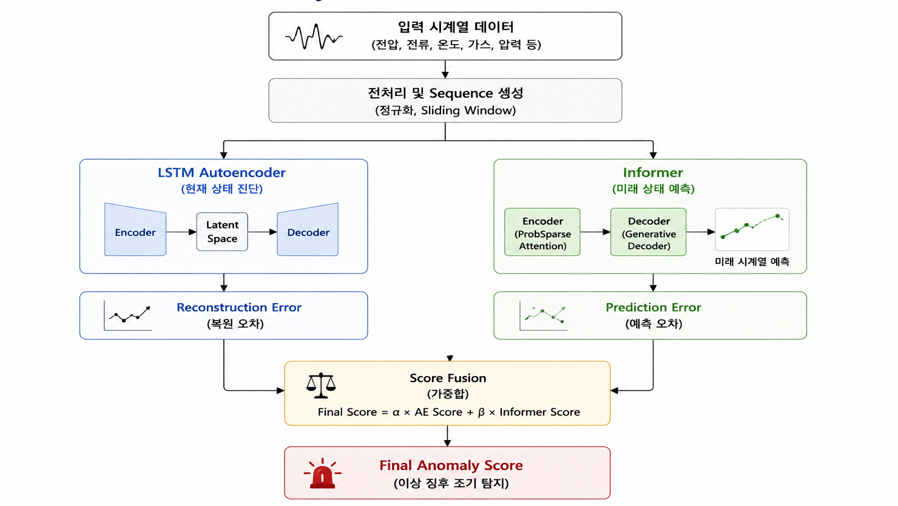 입력 시계열 데이터
(전압, 전류, 온도, 가스, 압력 등)
전처리 및 Sequence 생성
(정규화, Sliding Window)
LSTM Autoencoder
(현재 상태 진단)
Encoder
Latent
Space
Decoder
Informer
(미래 상태 예측)
Encoder
(ProbSparse
Attention)
Decoder
(Generative
Decoder)
미래 시계열 예측
Reconstruction Error
(복원 오차)
Prediction Error
(예측 오차)
Score Fusion
(가중합)
Final Score = α × AE Score + β × Informer Score
Final Anomaly Score
(이상 징후 조기 탐지)